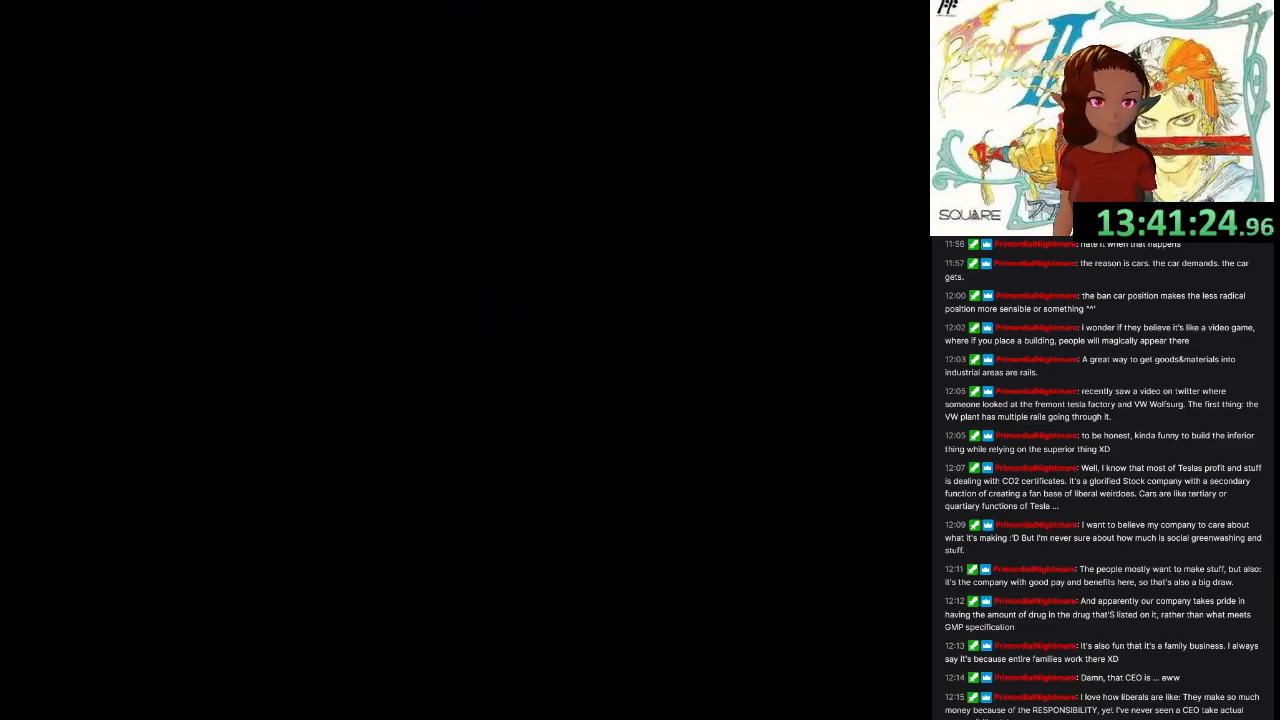 II
SQUARE
13:41:24.96
11:56 PrimordialNightmare: hate it when that happens
11:57 PrimordialNightmare: the reason is cars. the car demands. the car
gets.
12:00 PrimordialNightmare: the ban car position makes the less radical
position more sensible or something ^^'
12:02 PrimordialNightmare: i wonder if they believe it's like a video game,
where if you place a building, people will magically appear there
12:03 PrimordialNightmare: A great way to get goods&materials into
industrial areas are rails.
12:05 PrimordialNightmare: recently saw a video on twitter where
someone looked at the fremont tesla factory and VW Wolfsurg. The first thing: the
VW plant has multiple rails going through it.
12:05 PrimordialNightmare: to be honest, kinda funny to build the inferior
thing while relying on the superior thing XD
12:07 PrimordialNightmare: Well, I know that most of Teslas profit and stuff
is dealing with CO2 certificates. It's a glorified Stock company with a secondary
function of creating a fan base of liberal weirdoes. Cars are like tertiary or
quartiary functions of Tesla ...
12:09 PrimordialNightmare: I want to believe my company to care about
what it's making :'D But I'm never sure about how much is social greenwashing and
stuff.
12:11 PrimordialNightmare: The people mostly want to make stuff, but also:
it's the company with good pay and benefits here, so that's also a big draw.
12:12 PrimordialNightmare: And apparently our company takes pride in
having the amount of drug in the drug that'S listed on it, rather than what meets
GMP specification
12:13 PrimordialNightmare: It's also fun that it's a family business. I always
say it's because entire families work there XD
12:14 PrimordialNightmare: Damn, that CEO is ... eww
12:15 PrimordialNightmare: I love how liberals are like: They make so much
money because of the RESPONSIBILITY, yet I've never seen a CEO take actual